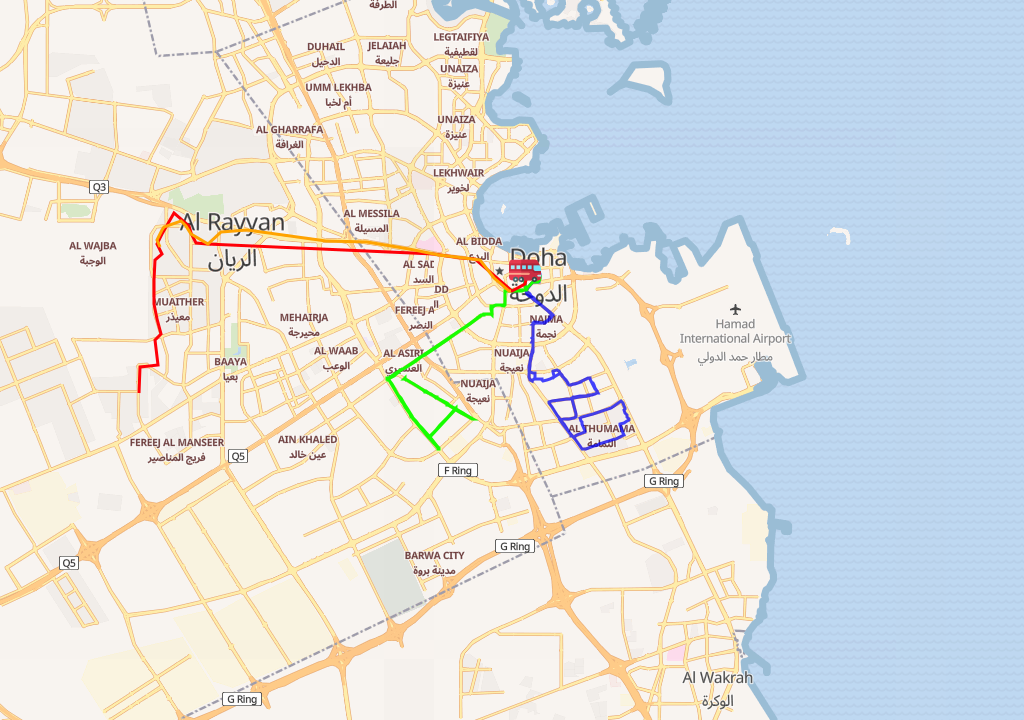 الطرفة
LEGTAIFIYA
لقطيفية
DUHAIL
الدحيل
JELAIAH
جليعة
UNAIZA
عنيزة
UMM LEKHBA
أم لخبا
AL GHARRAFA
الغرافة
UNAIZA
عنيزة
LEKHWAIR
لخوير
Q3
Al Rayyan
الريان
AL MESSILA
المسيلة
AL WAJBA
الوجبة
AL BIDDA
البدع
Doha
الدوحة
السد
DD
MUAITHER
معيذر
MEHAIRJA
محيرجة
FEREEJ A
النصر
NAJMA
نجمة
Hamad
International Airport
مطار حمد الدولي
BAAYA
بعيا
AL WAAB
الوعب
AL ASIRI
العسيري
NUAIJA
نعيجة
NUAIJA
نعيجة
AL THUMAMA
الثمامة
FEREEJ AL MANSEER
فريج المناصير
Q5
AIN KHALED
عين خالد
F Ring
G Ring
G Ring
BARWA CITY
مدينة بروة
Q5
Al Wakrah
الوكرة
G Ring